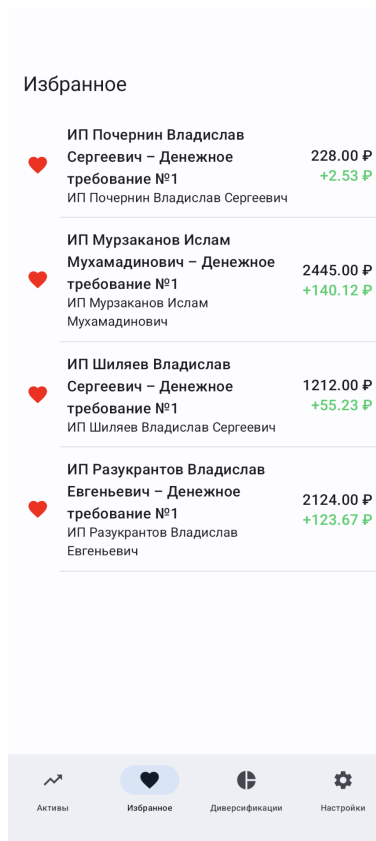 Избранное
ИП Почернин Владислав
Сергеевич – Денежное
требование №1
ИП Почернин Владислав Сергеевич
228.00 ₽
+2.53 ₽
ИП Мурзаканов Ислам
Мухамадинович – Денежное
требование №1
ИП Мурзаканов Ислам
Мухамадинович
2445.00 ₽
+140.12 ₽
ИП Шиляев Владислав
Сергеевич – Денежное
требование №1
ИП Шиляев Владислав Сергеевич
1212.00 ₽
+55.23 ₽
ИП Разукрантов Владислав
Евгеньевич – Денежное
требование №1
ИП Разукрантов Владислав
Евгеньевич
2124.00 ₽
+123.67 ₽
Активы
Избранное
Диверсификации
Настройки